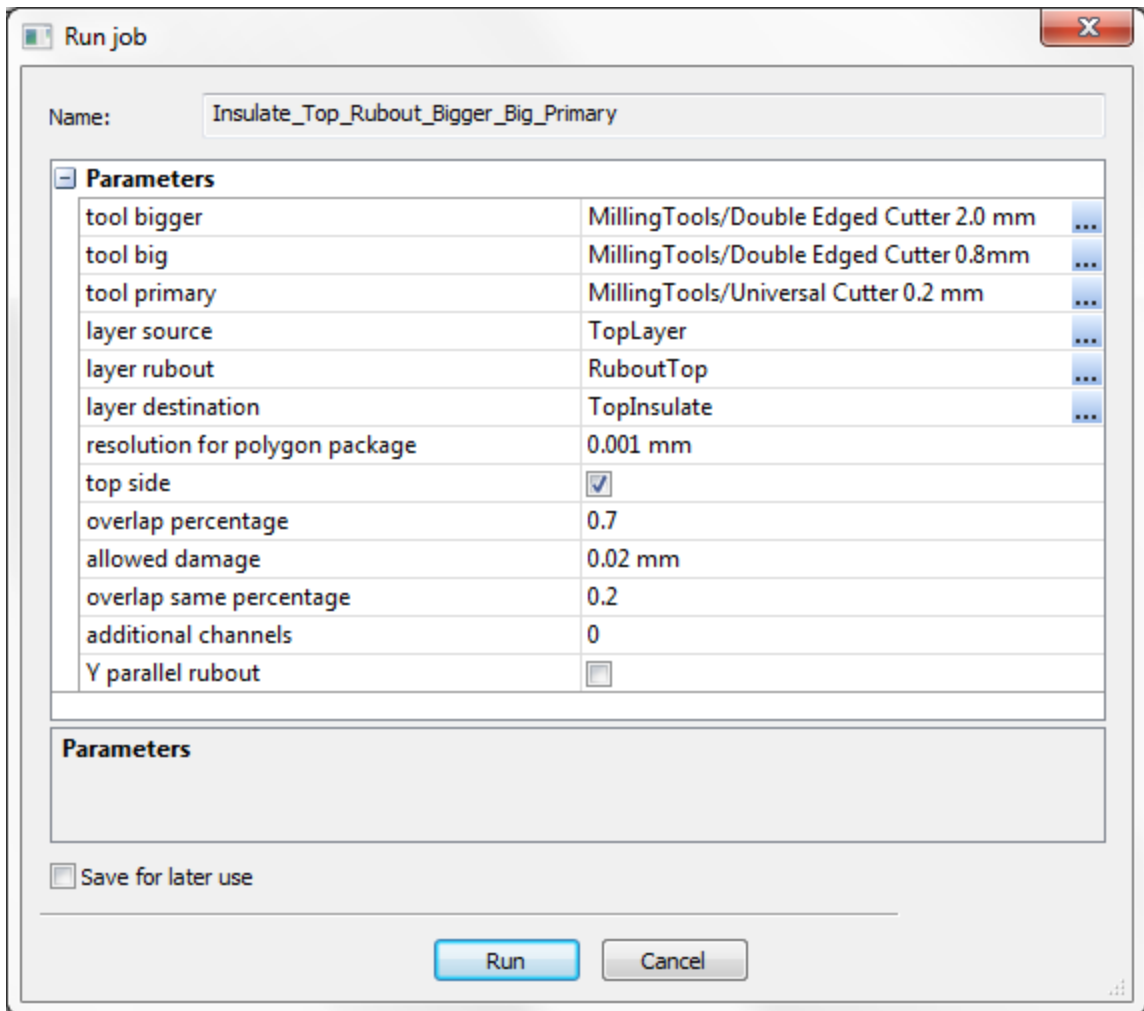 Run job
Name: Insulate_Top_Rubout_Bigger_Big_Primary
Parameters
tool bigger MillingTools/Double Edged Cutter 2.0 mm ...
tool big MillingTools/Double Edged Cutter 0.8mm ...
tool primary MillingTools/Universal Cutter 0.2 mm ...
layer source TopLayer ...
layer rubout RuboutTop ...
layer destination TopInsulate ...
resolution for polygon package 0.001 mm
top side
overlap percentage 0.7
allowed damage 0.02 mm
overlap same percentage 0.2
additional channels 0
Y parallel rubout
Parameters
Save for later use
Run Cancel